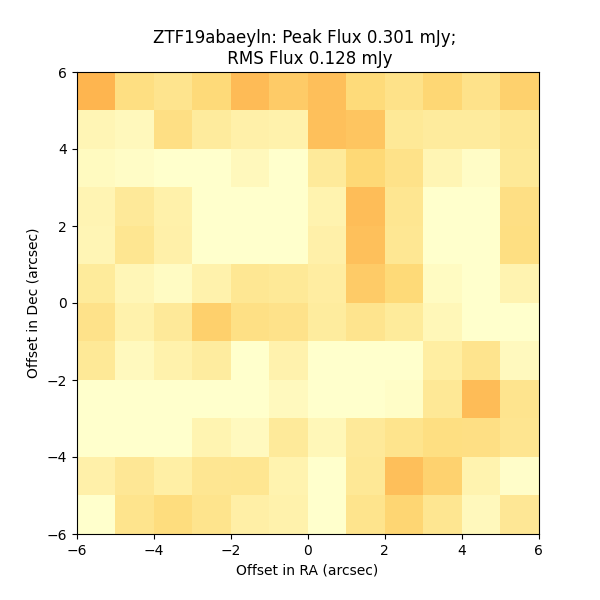 ZTF19abaeyln: Peak Flux 0.301 mJy;
RMS Flux 0.128 mJy
6
4
2
0
−2
−4
−6
Offset in Dec (arcsec)
−6 −4 −2 0 2 4 6
Offset in RA (arcsec)